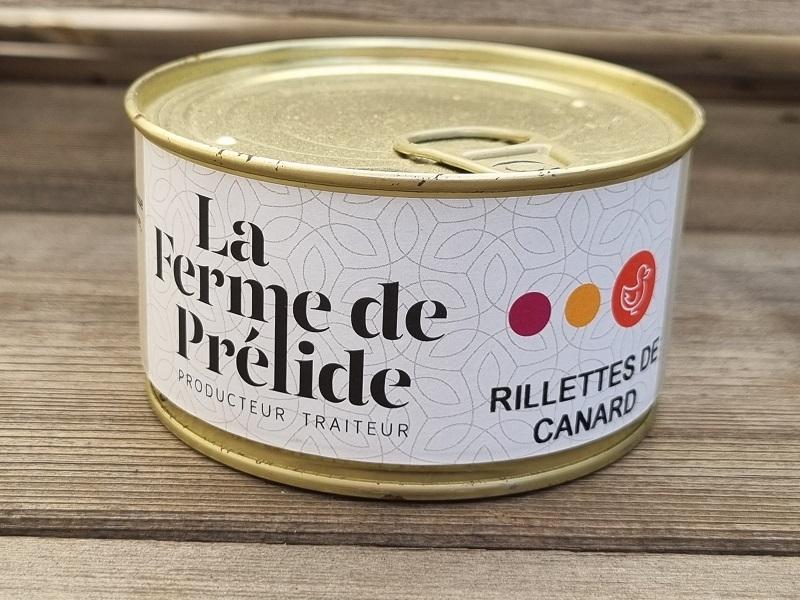 La
Ferme de
Prélide
PRODUCTEUR TRAITEUR
RILLETTES DE
CANARD